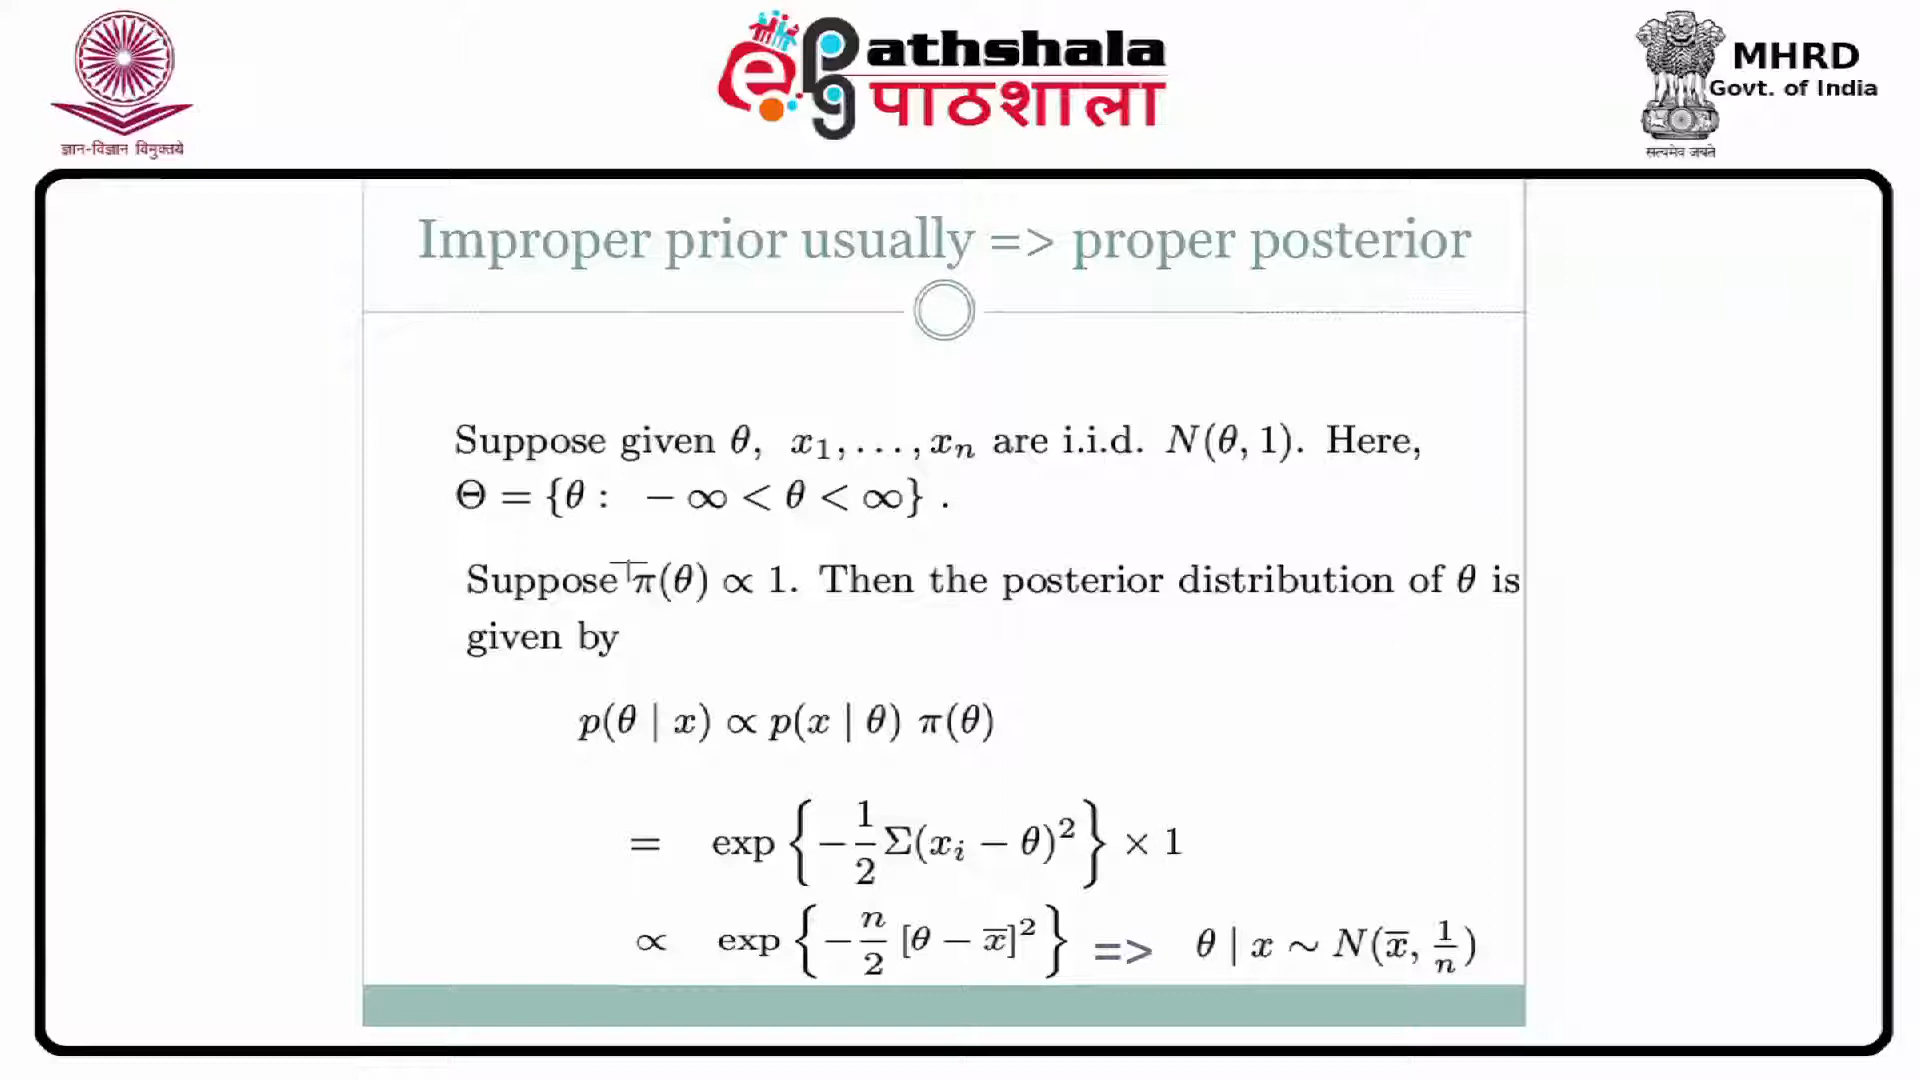 ज्ञान-विज्ञान विमुक्तये
epgathshala
पाठशाला
MHRD
Govt. of India
सत्यमेव जयते
Improper prior usually => proper posterior
Suppose given θ, x₁, . . . , xₙ are i.i.d. N(θ, 1). Here,
Θ = {θ : − ∞ < θ < ∞} .
Suppose π(θ) ∝ 1. Then the posterior distribution of θ is
given by
p(θ | x) ∝ p(x | θ) π(θ)
= exp {−1/2 Σ(xᵢ − θ)²} × 1
∝ exp {−n/2 [θ − x̅]²} => θ | x ∼ N(x̅, 1/n)